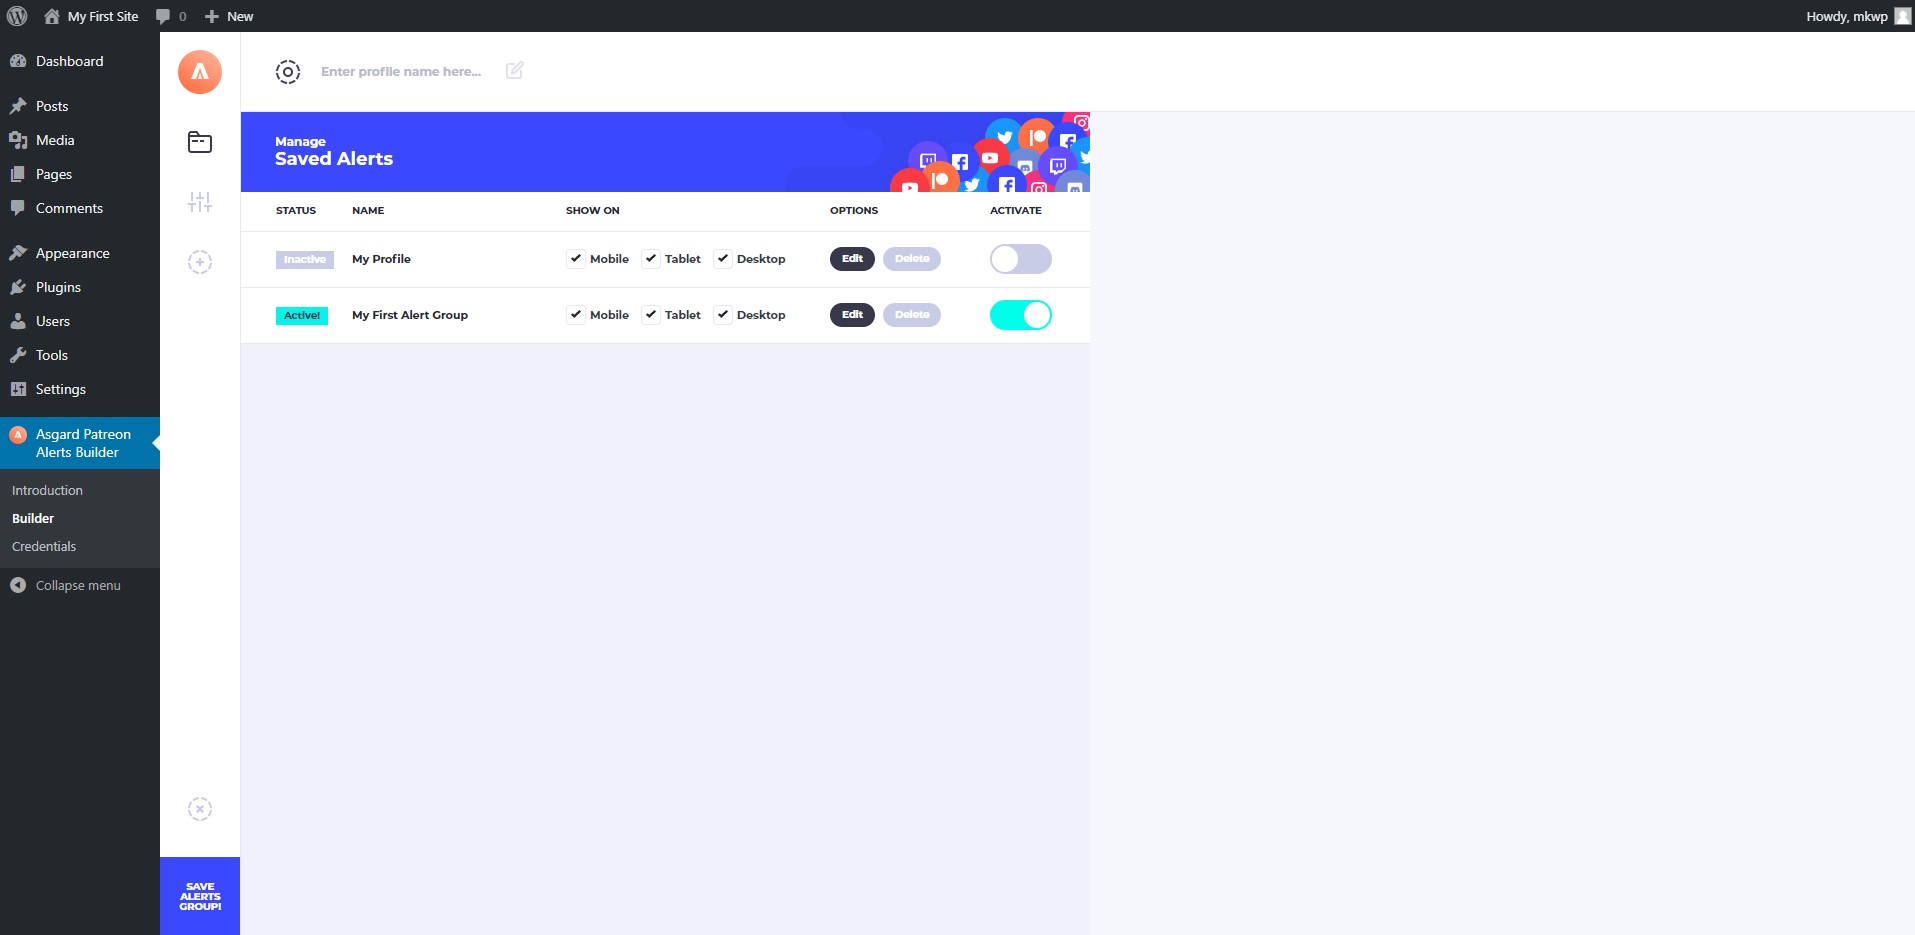 My First Site 0 New Howdy, mkwp
Dashboard
Posts
Media
Pages
Comments
Appearance
Plugins
Users
Tools
Settings
Asgard Patreon
Alerts Builder
Introduction
Builder
Credentials
Collapse menu
SAVE
ALERTS
GROUP!
Enter profile name here...
Manage
Saved Alerts
STATUS NAME SHOW ON OPTIONS ACTIVATE
Inactive My Profile Mobile Tablet Desktop Edit Delete
Active! My First Alert Group Mobile Tablet Desktop Edit Delete